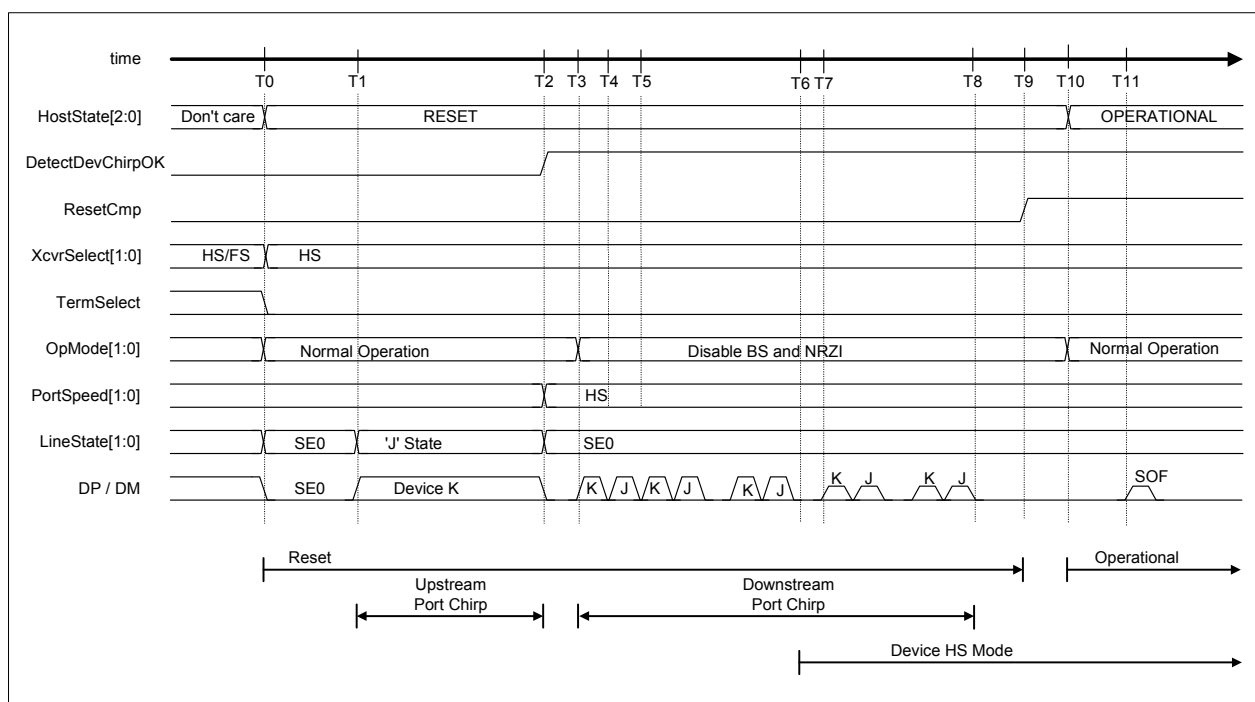 time
T0 T1 T2 T3 T4 T5 T6 T7 T8 T9 T10 T11
HostState[2:0] Don't care RESET OPERATIONAL
DetectDevChirpOK
ResetCmp
XcvrSelect[1:0] HS/FS HS
TermSelect
OpMode[1:0] Normal Operation Disable BS and NRZI Normal Operation
PortSpeed[1:0] HS
LineState[1:0] SE0 'J' State SE0
DP / DM SE0 Device K K J K J K J K J K J SOF
Reset Operational
Upstream Downstream
Port Chirp Port Chirp
Device HS Mode